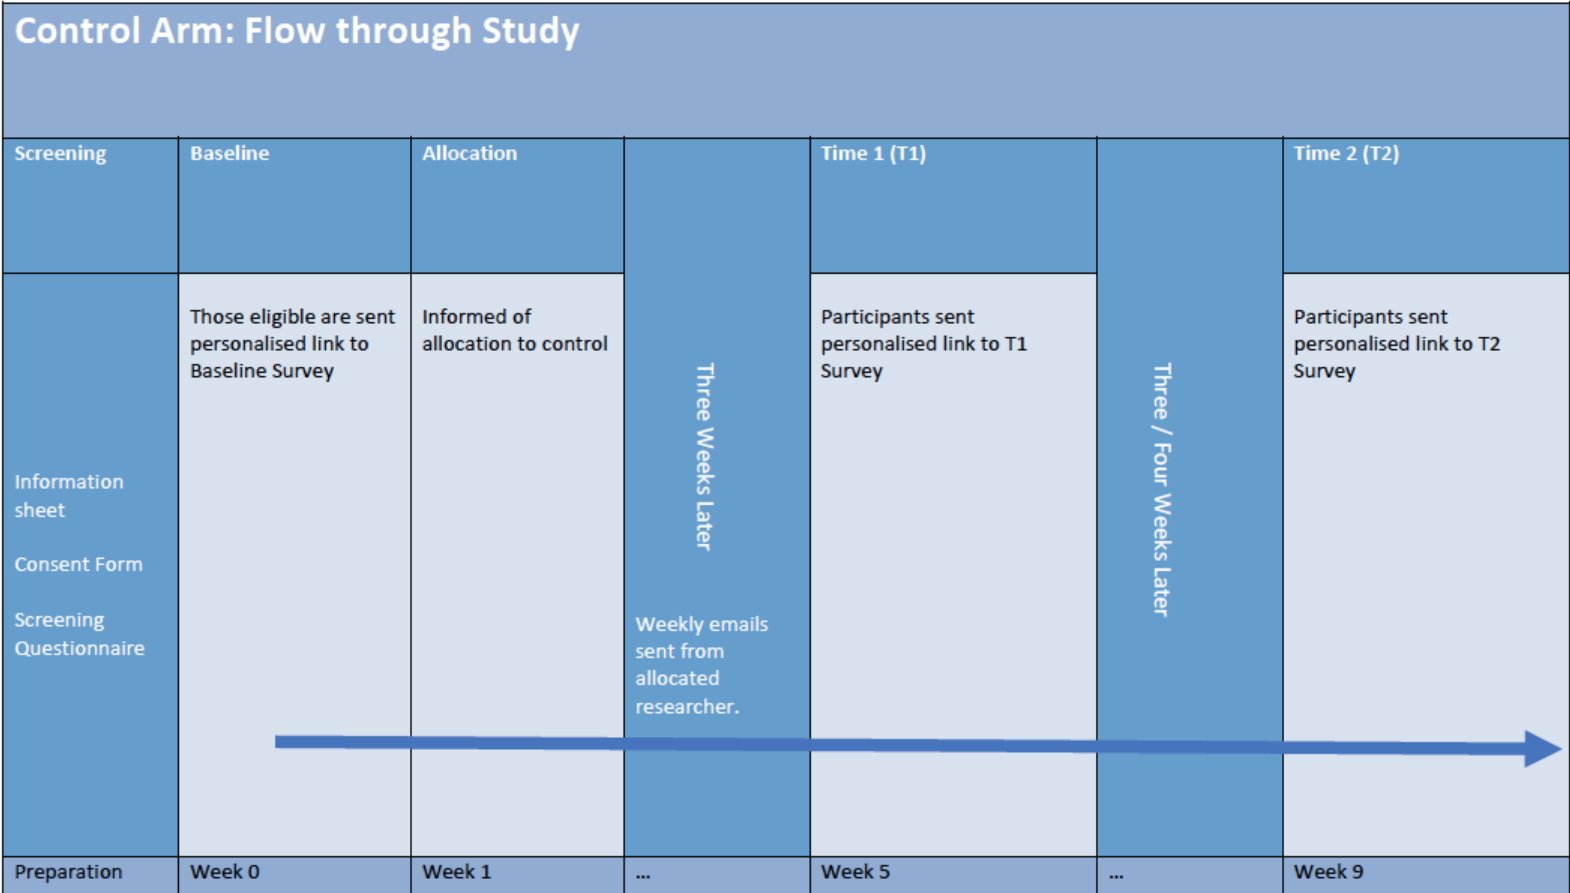 Control Arm: Flow through Study
Screening
Baseline
Allocation
Time 1 (T1)
Time 2 (T2)
Information
sheet
Consent Form
Screening
Questionnaire
Those eligible are sent
personalised link to
Baseline Survey
Informed of
allocation to control
Three Weeks Later
Weekly emails
sent from
allocated
researcher.
Participants sent
personalised link to T1
Survey
Three / Four Weeks Later
Participants sent
personalised link to T2
Survey
Preparation
Week 0
Week 1
...
Week 5
...
Week 9